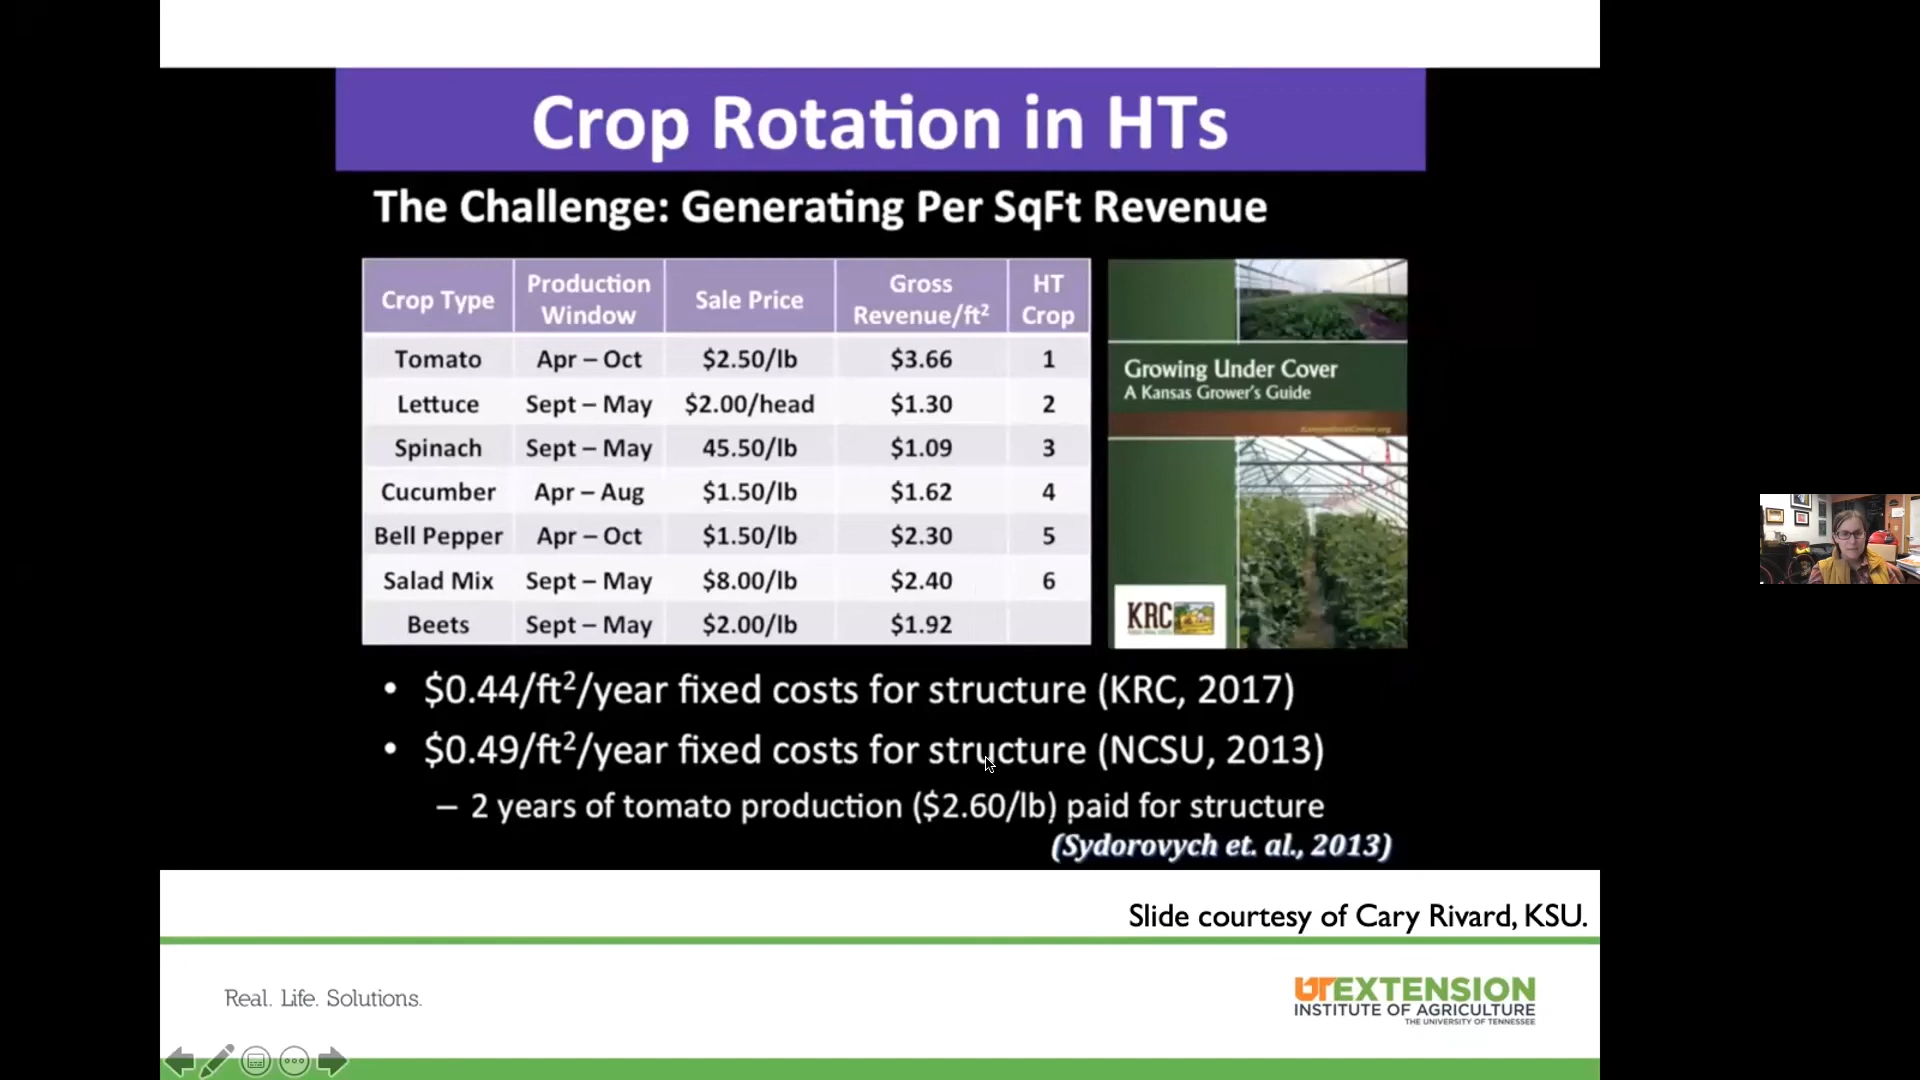 Crop Rotation in HTs
The Challenge: Generating Per SqFt Revenue
Crop Type Production Window Sale Price Gross Revenue/ft² HT Crop
Tomato Apr – Oct $2.50/lb $3.66 1
Lettuce Sept – May $2.00/head $1.30 2
Spinach Sept – May 45.50/lb $1.09 3
Cucumber Apr – Aug $1.50/lb $1.62 4
Bell Pepper Apr – Oct $1.50/lb $2.30 5
Salad Mix Sept – May $8.00/lb $2.40 6
Beets Sept – May $2.00/lb $1.92
Growing Under Cover
A Kansas Grower's Guide
KRC
• $0.44/ft²/year fixed costs for structure (KRC, 2017)
• $0.49/ft²/year fixed costs for structure (NCSU, 2013)
– 2 years of tomato production ($2.60/lb) paid for structure
(Sydorovych et. al., 2013)
Slide courtesy of Cary Rivard, KSU.
Real. Life. Solutions.
UTEXTENSION
INSTITUTE OF AGRICULTURE
THE UNIVERSITY OF TENNESSEE